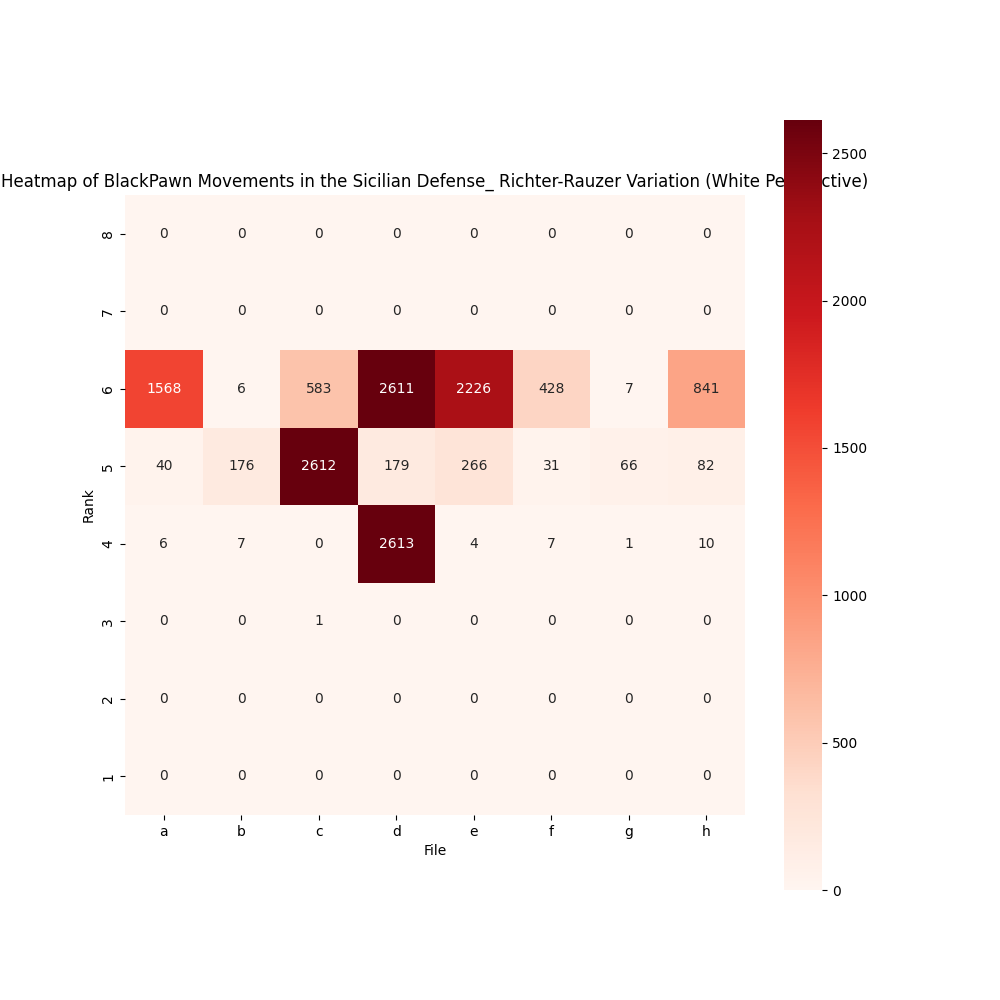 Heatmap of BlackPawn Movements in the Sicilian Defense_ Richter-Rauzer Variation (White Pe ctive)
2500
8 0 0 0 0 0 0 0 0
7 0 0 0 0 0 0 0 0
2000
6 1568 6 583 2611 2226 428 7 841
1500
5 40 176 2612 179 266 31 66 82
Rank
4 6 7 0 2613 4 7 1 10
1000
3 0 0 1 0 0 0 0 0
2 0 0 0 0 0 0 0 0
500
1 0 0 0 0 0 0 0 0
a b c d e f g h
File
0